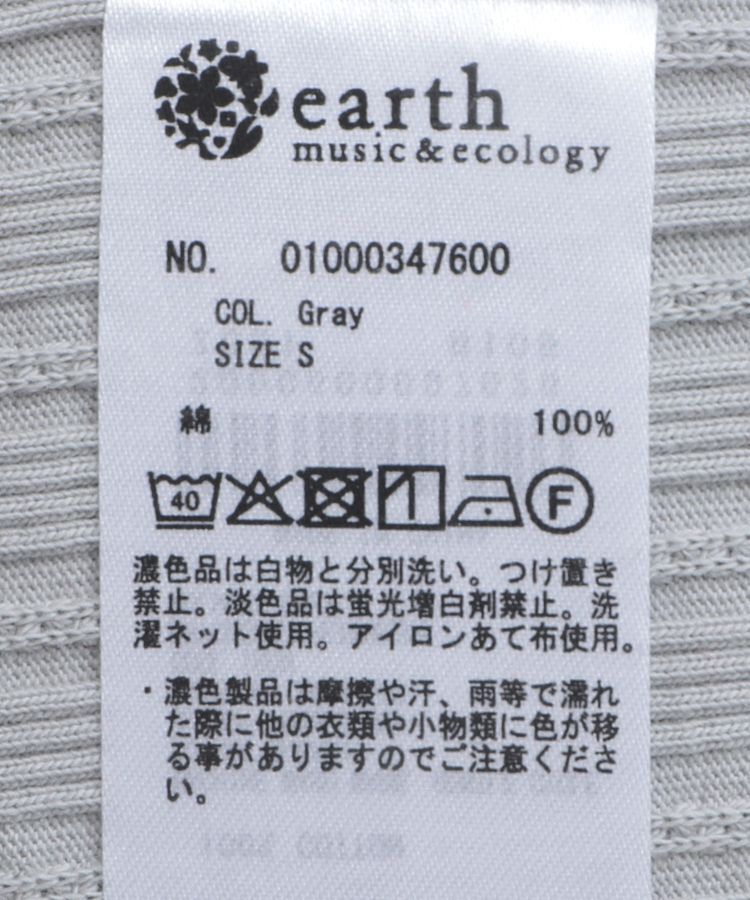 earth
music&ecology
NO. 01000347600
COL. Gray
SIZE S
綿 100%
40
F
濃色品は白物と分別洗い。つけ置き
禁止。淡色品は蛍光増白剤禁止。洗
濯ネット使用。アイロンあて布使用。
・濃色製品は摩擦や汗、雨等で濡れ
た際に他の衣類や小物類に色が移
る事がありますのでご注意くださ
い。